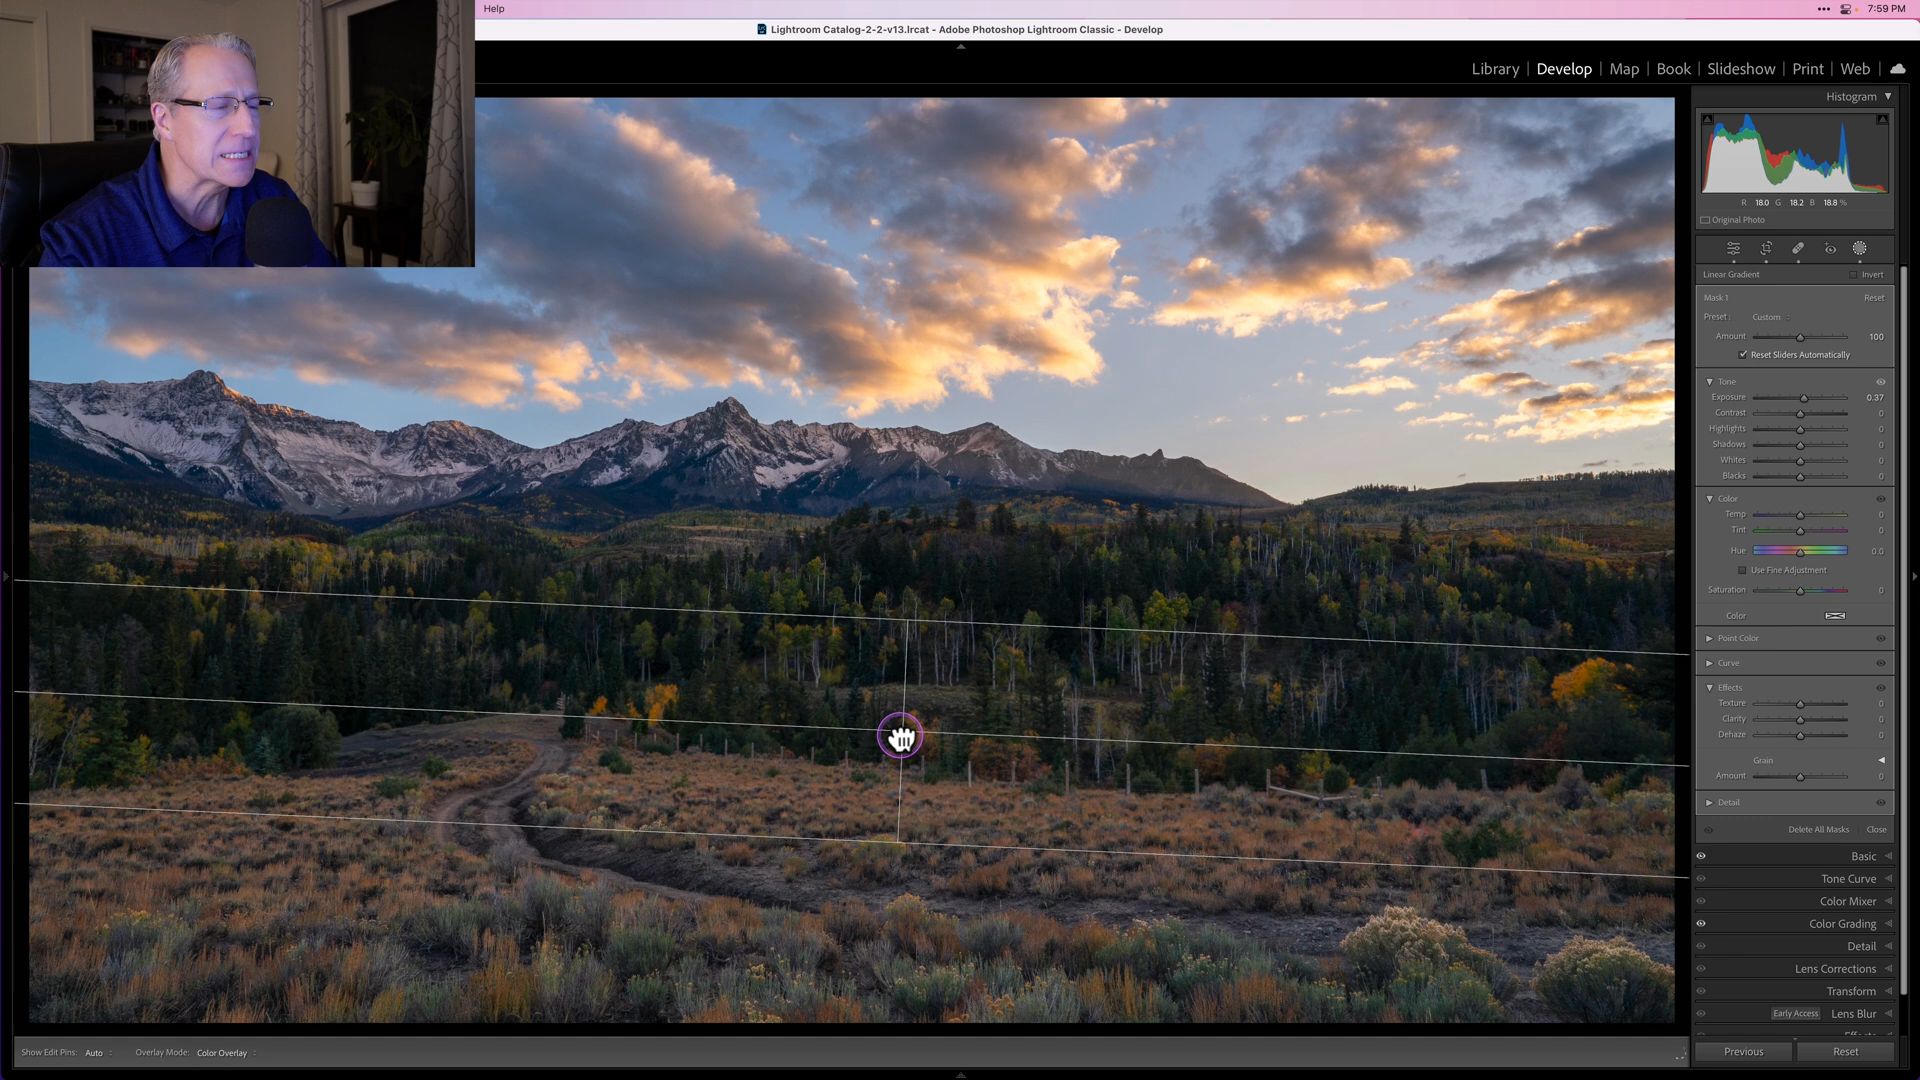 Help
7:59 PM
Lightroom Catalog-2-2-v13.lrcat - Adobe Photoshop Lightroom Classic - Develop
Library | Develop | Map | Book | Slideshow | Print | Web
Histogram
R 18.0 G 18.2 B 18.8 %
Original Photo
Linear Gradient Invert
Mask 1 Reset
Preset : Custom
Amount 100
Reset Sliders Automatically
Tone
Exposure 0.37
Contrast 0
Highlights 0
Shadows 0
Whites 0
Blacks 0
Color
Temp 0
Tint 0
Hue 0.0
Use Fine Adjustment
Saturation 0
Color
Point Color
Curve
Effects
Texture 0
Clarity 0
Dehaze 0
Grain
Amount 0
Detail
Delete All Masks Close
Basic
Tone Curve
Color Mixer
Color Grading
Detail
Lens Corrections
Transform
Early Access Lens Blur
Show Edit Pins: Auto Overlay Mode: Color Overlay
Previous Reset